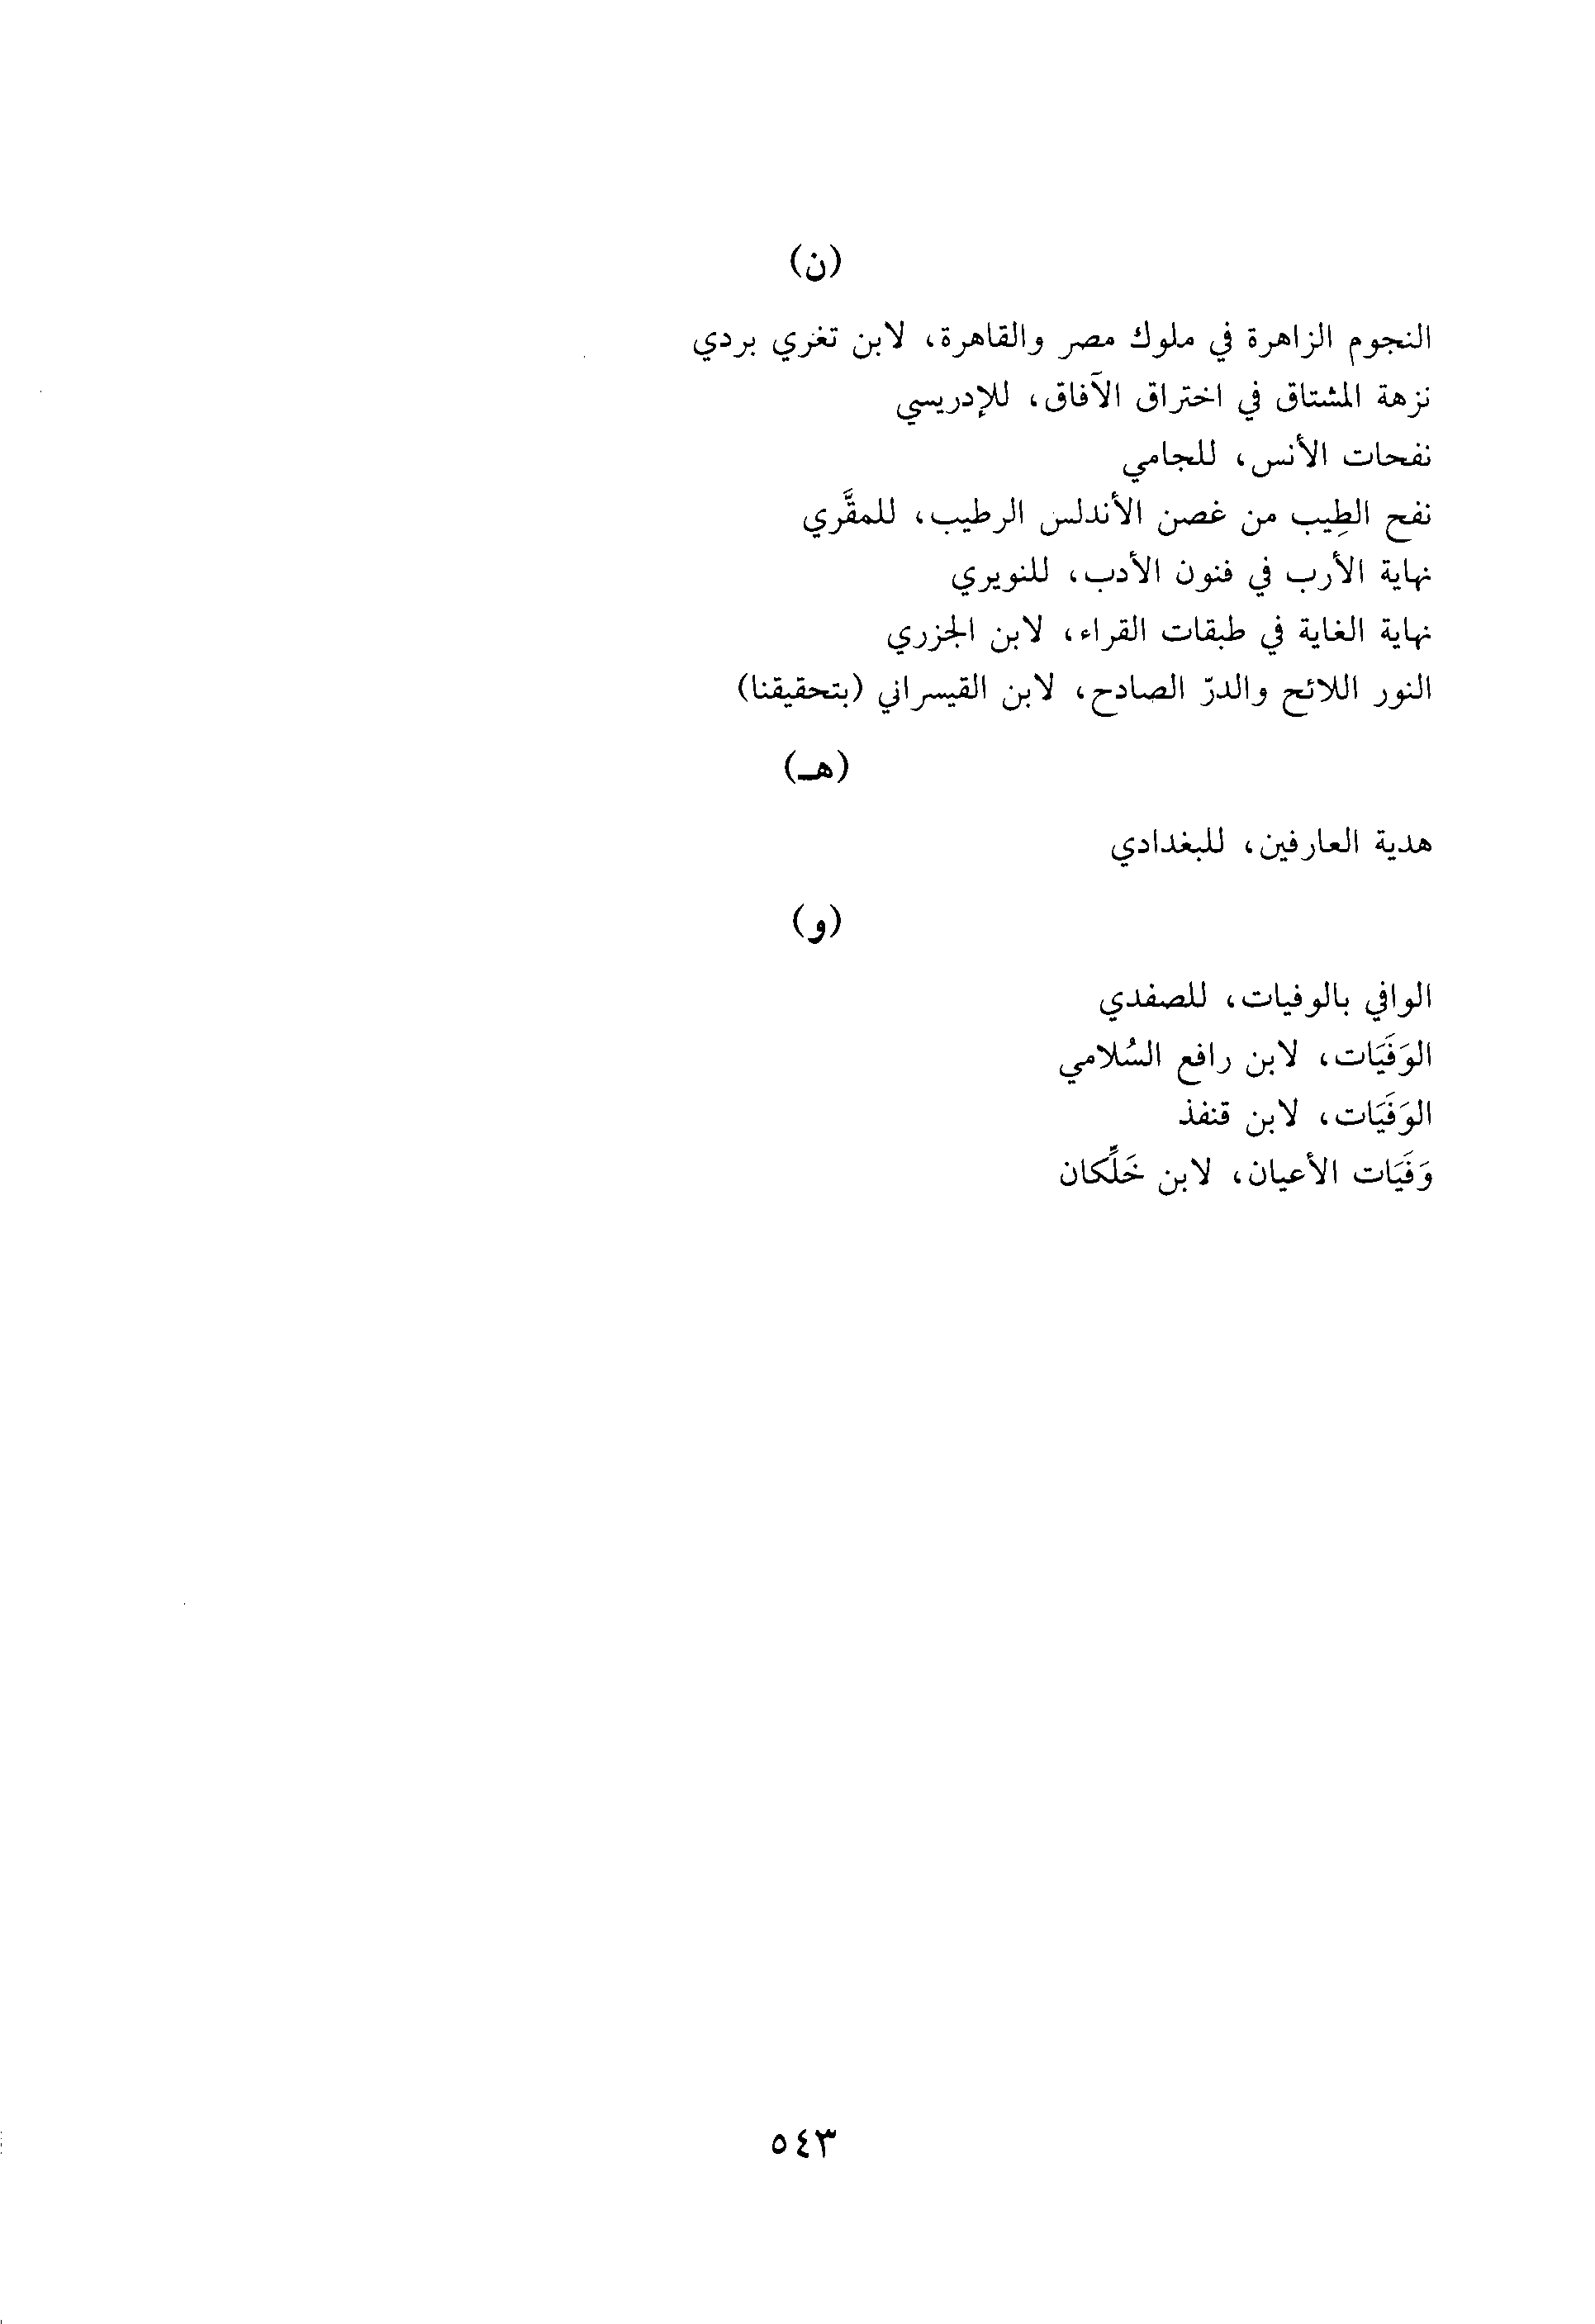 (ن)
النجوم الزاهرة في ملوك مصر والقاهرة، لابن تغري بردي
نزهة المشتاق في اختراق الآفاق، للإدريسي
نفحات الأنس، للجامي
نفح الطِيب من غصن الأندلس الرطيب، للمقَّري
نهاية الأرب في فنون الأدب، للنويري
نهاية الغاية في طبقات القراء، لابن الجزري
النور اللائح والدرّ الصادح، لابن القيسراني (بتحقيقنا)
(هـ)
هدية العارفين، للبغدادي
(و)
الوافي بالوفيات، للصفدي
الوَفَيَات، لابن رافع السُلامي
الوَفَيَات، لابن قنفذ
وَفَيَات الأعيان، لابن خَلِّكان
٥٤٣